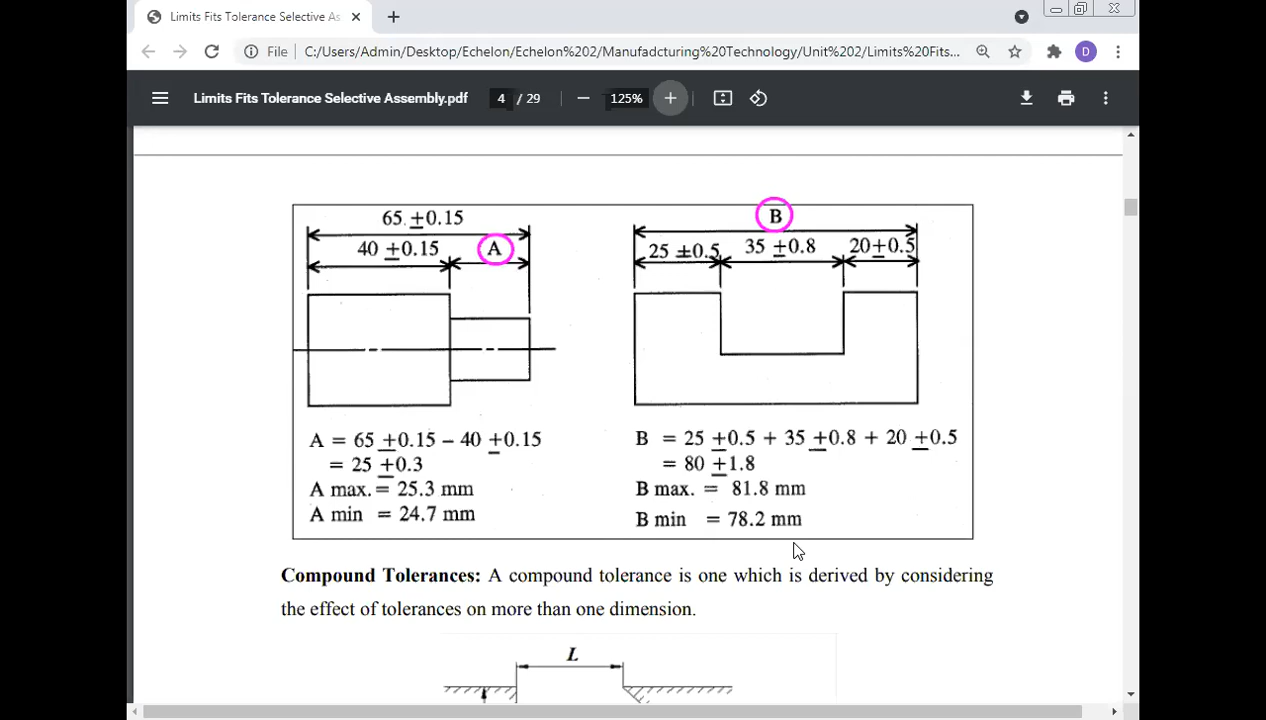 Limits Fits Tolerance Selective As
File C:/Users/Admin/Desktop/Echelon/Echelon%202/Manufadcturing%20Technology/Unit%202/Limits%20Fits...
D
Limits Fits Tolerance Selective Assembly.pdf 4 / 29 125%
65 ±0.15
40 ±0.15 A
B
25 ±0.5 35 ±0.8 20±0.5
A = 65 ±0.15 – 40 ±0.15
= 25 ±0.3
A max. = 25.3 mm
A min = 24.7 mm
B = 25 ±0.5 + 35 ±0.8 + 20 ±0.5
= 80 ±1.8
B max. = 81.8 mm
B min = 78.2 mm
Compound Tolerances: A compound tolerance is one which is derived by considering
the effect of tolerances on more than one dimension.
L